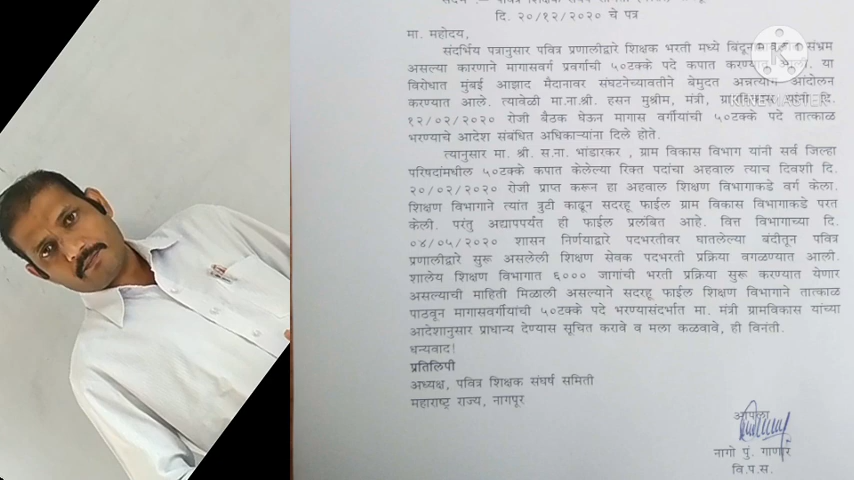 दि. २०/१२/२०२० चे पत्र
मा. महोदय,
संदर्भिय पत्रानुसार पवित्र प्रणालीद्वारे शिक्षक भरती मध्ये संभ्रम
असल्या कारणाने मागासवर्ग प्रवर्गाची ५०टक्के पदे कपात करण्यात या
विरोधात मुंबई आझाद मैदानावर संघटनेच्यावतीने बेमुदत अन्नत्याग आंदोलन
करण्यात आले. त्यावेळी मा.ना.श्री. हसन मुश्रीम, मंत्री, यांनी दि.
१२/०२/२०२० रोजी बैठक घेऊन मागास वर्गीयांची ५०टक्के पदे तात्काळ
भरण्याचे आदेश संबंधित अधिकाऱ्यांना दिले होते.
त्यानुसार मा. श्री. स.ना. भांडारकर , ग्राम विकास विभाग यांनी सर्व जिल्हा
परिषदांमधील ५०टक्के कपात केलेल्या रिक्त पदांचा अहवाल त्याच दिवशी दि.
२०/०२/२०२० रोजी प्राप्त करून हा अहवाल शिक्षण विभागाकडे वर्ग केला.
शिक्षण विभागाने त्यांत त्रुटी काढून सदरहू फाईल ग्राम विकास विभागाकडे परत
केली. परंतु अद्यापपर्यंत ही फाईल प्रलंबित आहे. वित्त विभागाच्या दि.
०४/०५/२०२० शासन निर्णयाद्वारे पदभरतीवर घातलेल्या बंदीतून पवित्र
प्रणालीद्वारे सुरू असलेली शिक्षण सेवक पदभरती प्रक्रिया वगळण्यात आली.
शालेय शिक्षण विभागात ६००० जागांची भरती प्रक्रिया सुरू करण्यात येणार
असल्याची माहिती मिळाली असल्याने सदरहू फाईल शिक्षण विभागाने तात्काळ
पाठवून मागासवर्गीयांची ५०टक्के पदे भरण्यासंदर्भात मा. मंत्री ग्रामविकास यांच्या
आदेशानुसार प्राधान्य देण्यास सूचित करावे व मला कळवावे, ही विनंती.
धन्यवाद!
प्रतिलिपी
अध्यक्ष, पवित्र शिक्षक संघर्ष समिती
महाराष्ट्र राज्य, नागपूर
आपला
नागो पुं. गाणार
वि.प.स.
KINEMASTER